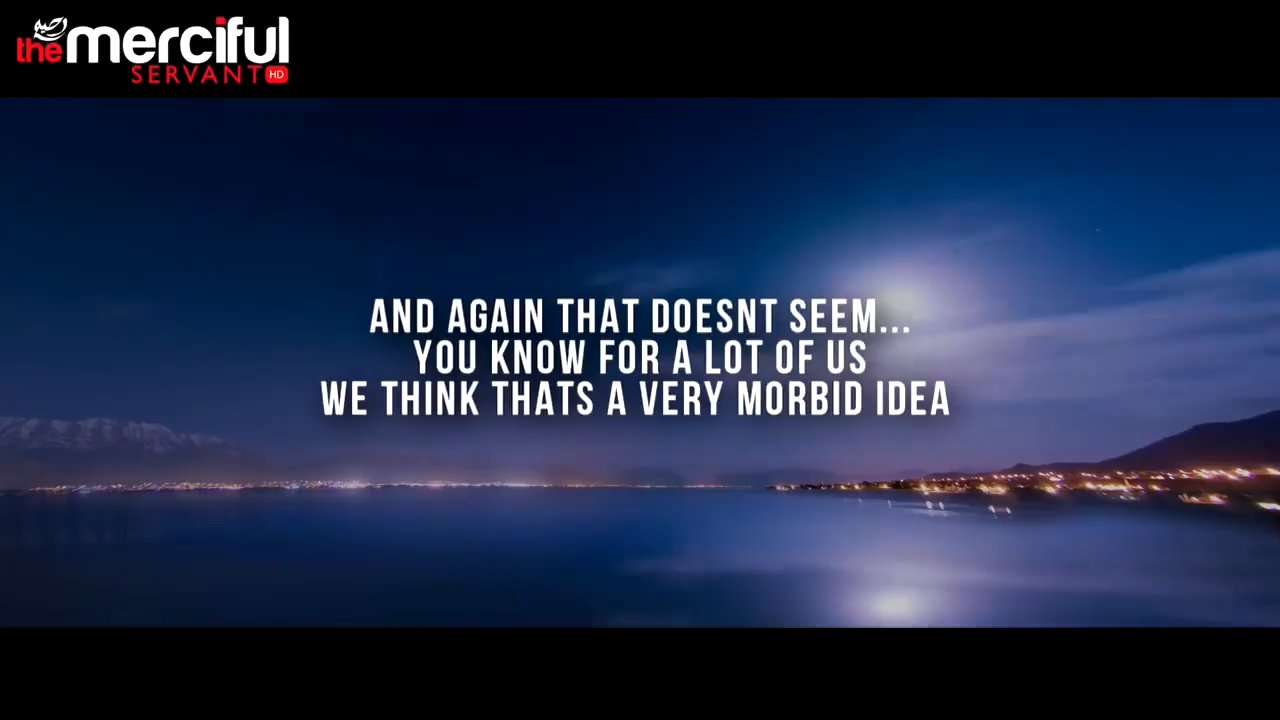 the merciful
SERVANT HD
AND AGAIN THAT DOESNT SEEM...
YOU KNOW FOR A LOT OF US
WE THINK THATS A VERY MORBID IDEA